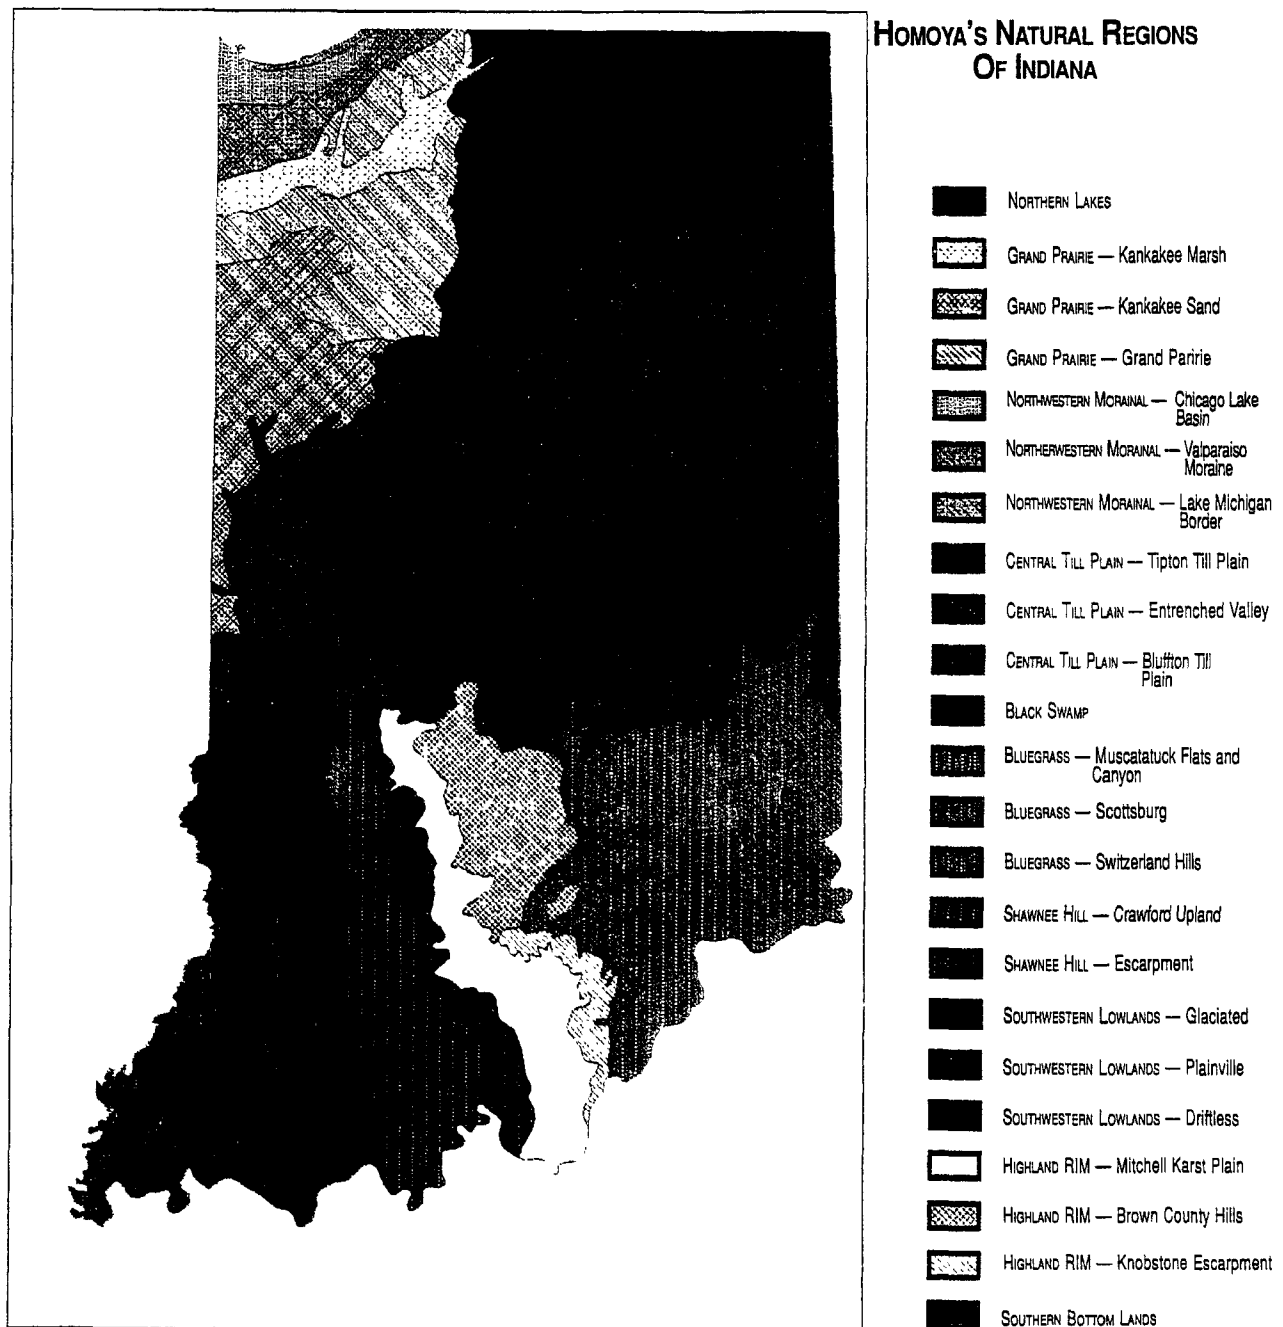 HOMOYA'S NATURAL REGIONS
OF INDIANA
NORTHERN LAKES
GRAND PRAIRIE — Kankakee Marsh
GRAND PRAIRIE — Kankakee Sand
GRAND PRAIRIE — Grand Paririe
NORTHWESTERN MORAINAL — Chicago Lake
Basin
NORTHERWESTERN MORAINAL — Valparaiso
Moraine
NORTHWESTERN MORAINAL — Lake Michigan
Border
CENTRAL TILL PLAIN — Tipton Till Plain
CENTRAL TILL PLAIN — Entrenched Valley
CENTRAL TILL PLAIN — Bluffton Till
Plain
BLACK SWAMP
BLUEGRASS — Muscatatuck Flats and
Canyon
BLUEGRASS — Scottsburg
BLUEGRASS — Switzerland Hills
SHAWNEE HILL — Crawford Upland
SHAWNEE HILL — Escarpment
SOUTHWESTERN LOWLANDS — Glaciated
SOUTHWESTERN LOWLANDS — Plainville
SOUTHWESTERN LOWLANDS — Driftless
HIGHLAND RIM — Mitchell Karst Plain
HIGHLAND RIM — Brown County Hills
HIGHLAND RIM — Knobstone Escarpment
SOUTHERN BOTTOM LANDS